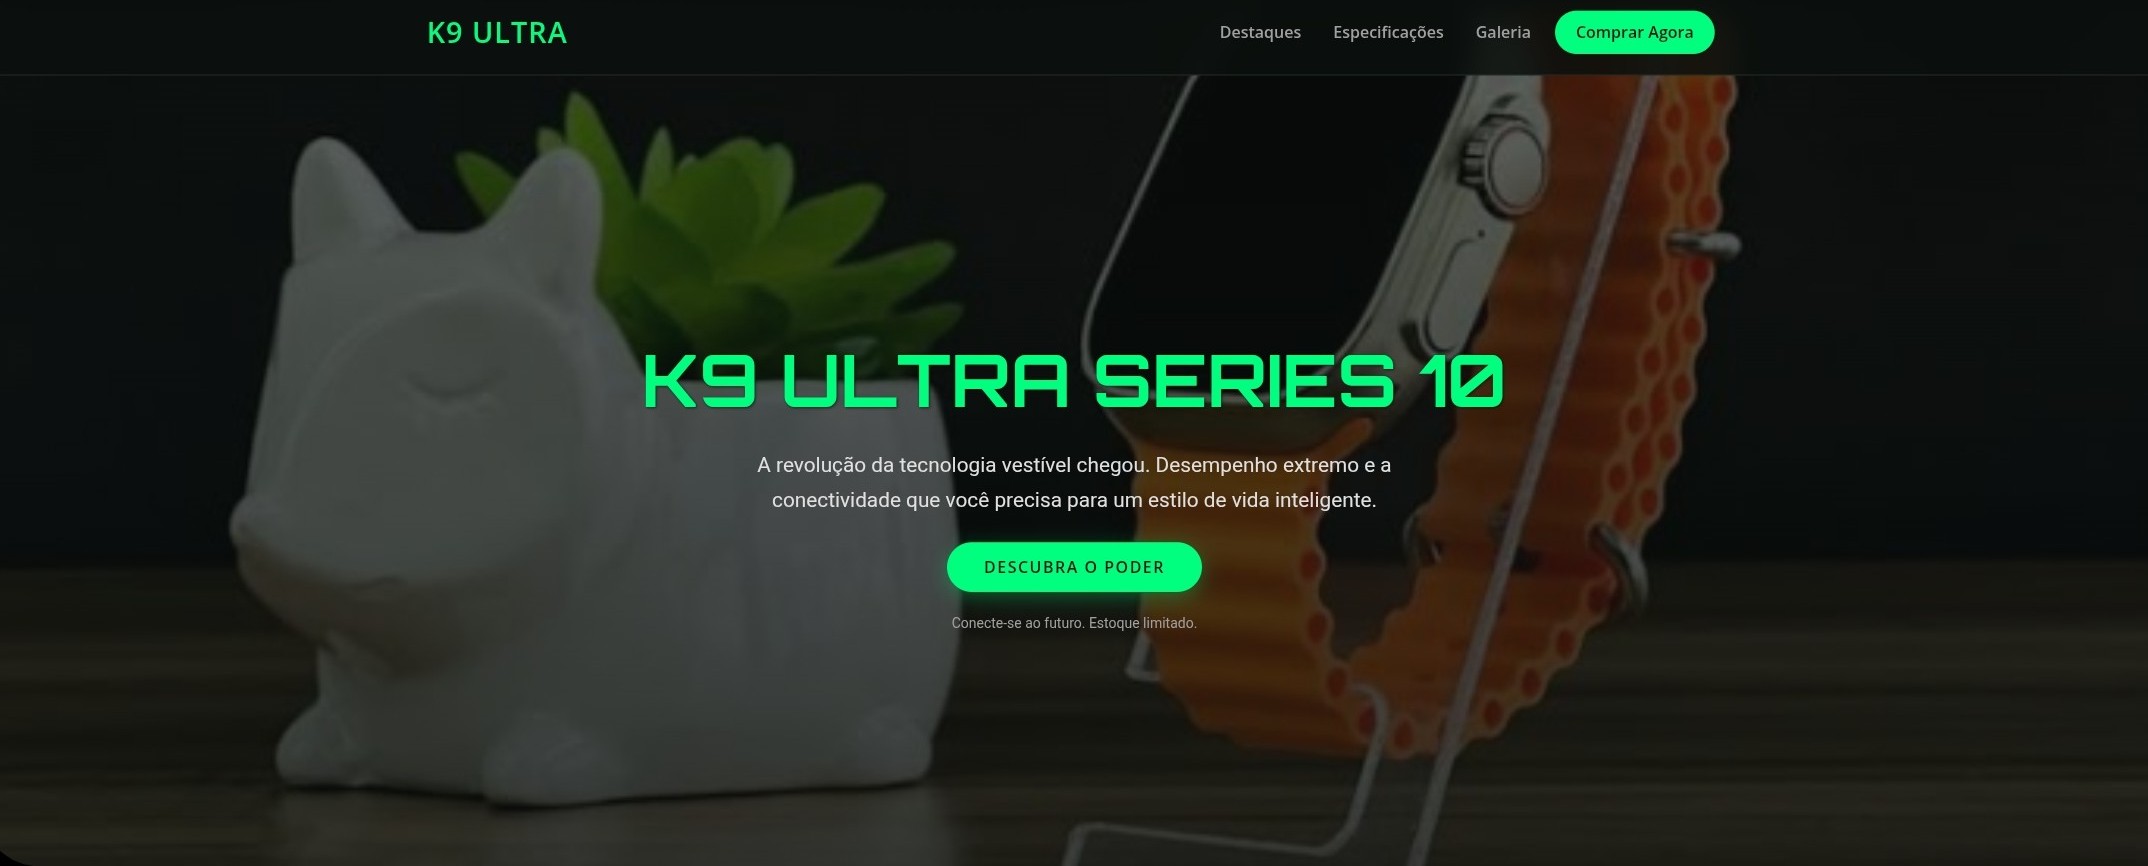 K9 ULTRA
Destaques
Especificações
Galeria
Comprar Agora
K9 ULTRA SERIES 10
A revolução da tecnologia vestível chegou. Desempenho extremo e a
conectividade que você precisa para um estilo de vida inteligente.
DESCUBRA O PODER
Conecte-se ao futuro. Estoque limitado.